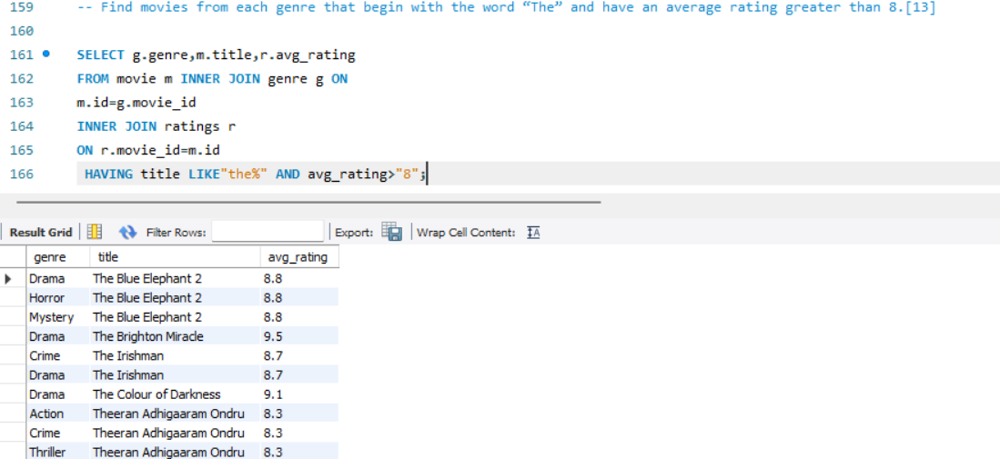 159 -- Find movies from each genre that begin with the word “The” and have an average rating greater than 8.[13]
160
161 SELECT g.genre,m.title,r.avg_rating
162 FROM movie m INNER JOIN genre g ON
163 m.id=g.movie_id
164 INNER JOIN ratings r
165 ON r.movie_id=m.id
166 HAVING title LIKE"the%" AND avg_rating>"8";
Result Grid Filter Rows: Export: Wrap Cell Content: IA
genre title avg_rating
Drama The Blue Elephant 2 8.8
Horror The Blue Elephant 2 8.8
Mystery The Blue Elephant 2 8.8
Drama The Brighton Miracle 9.5
Crime The Irishman 8.7
Drama The Irishman 8.7
Drama The Colour of Darkness 9.1
Action Theeran Adhigaaram Ondru 8.3
Crime Theeran Adhigaaram Ondru 8.3
Thriller Theeran Adhigaaram Ondru 8.3